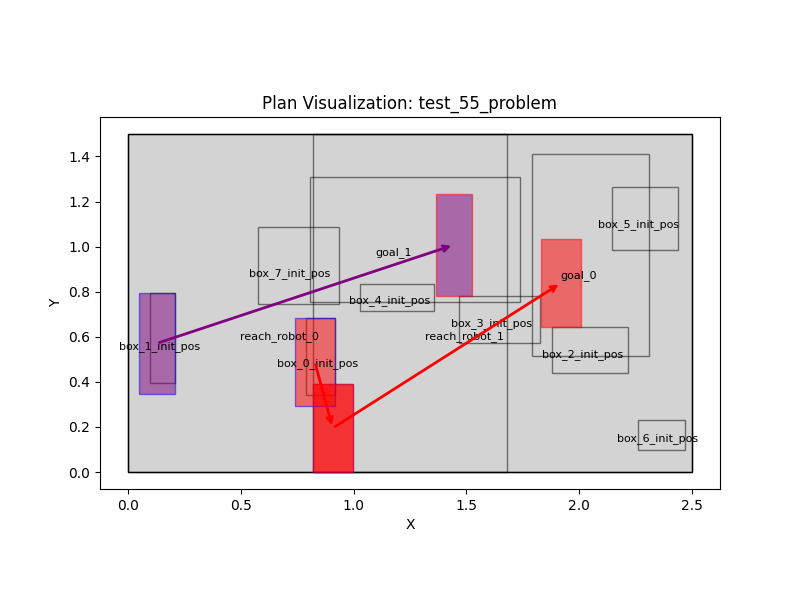 Plan Visualization: test_55_problem
Y
1.4
1.2
1.0
0.8
0.6
0.4
0.2
0.0
box_5_init_pos
goal_1
box_7_init_pos
goal_0
box_4_init_pos
box_3_init_pos
reach_robot_0
reach_robot_1
box_1_init_pos
box_2_init_pos
box_0_init_pos
box_6_init_pos
0.0
0.5
1.0
1.5
2.0
2.5
X